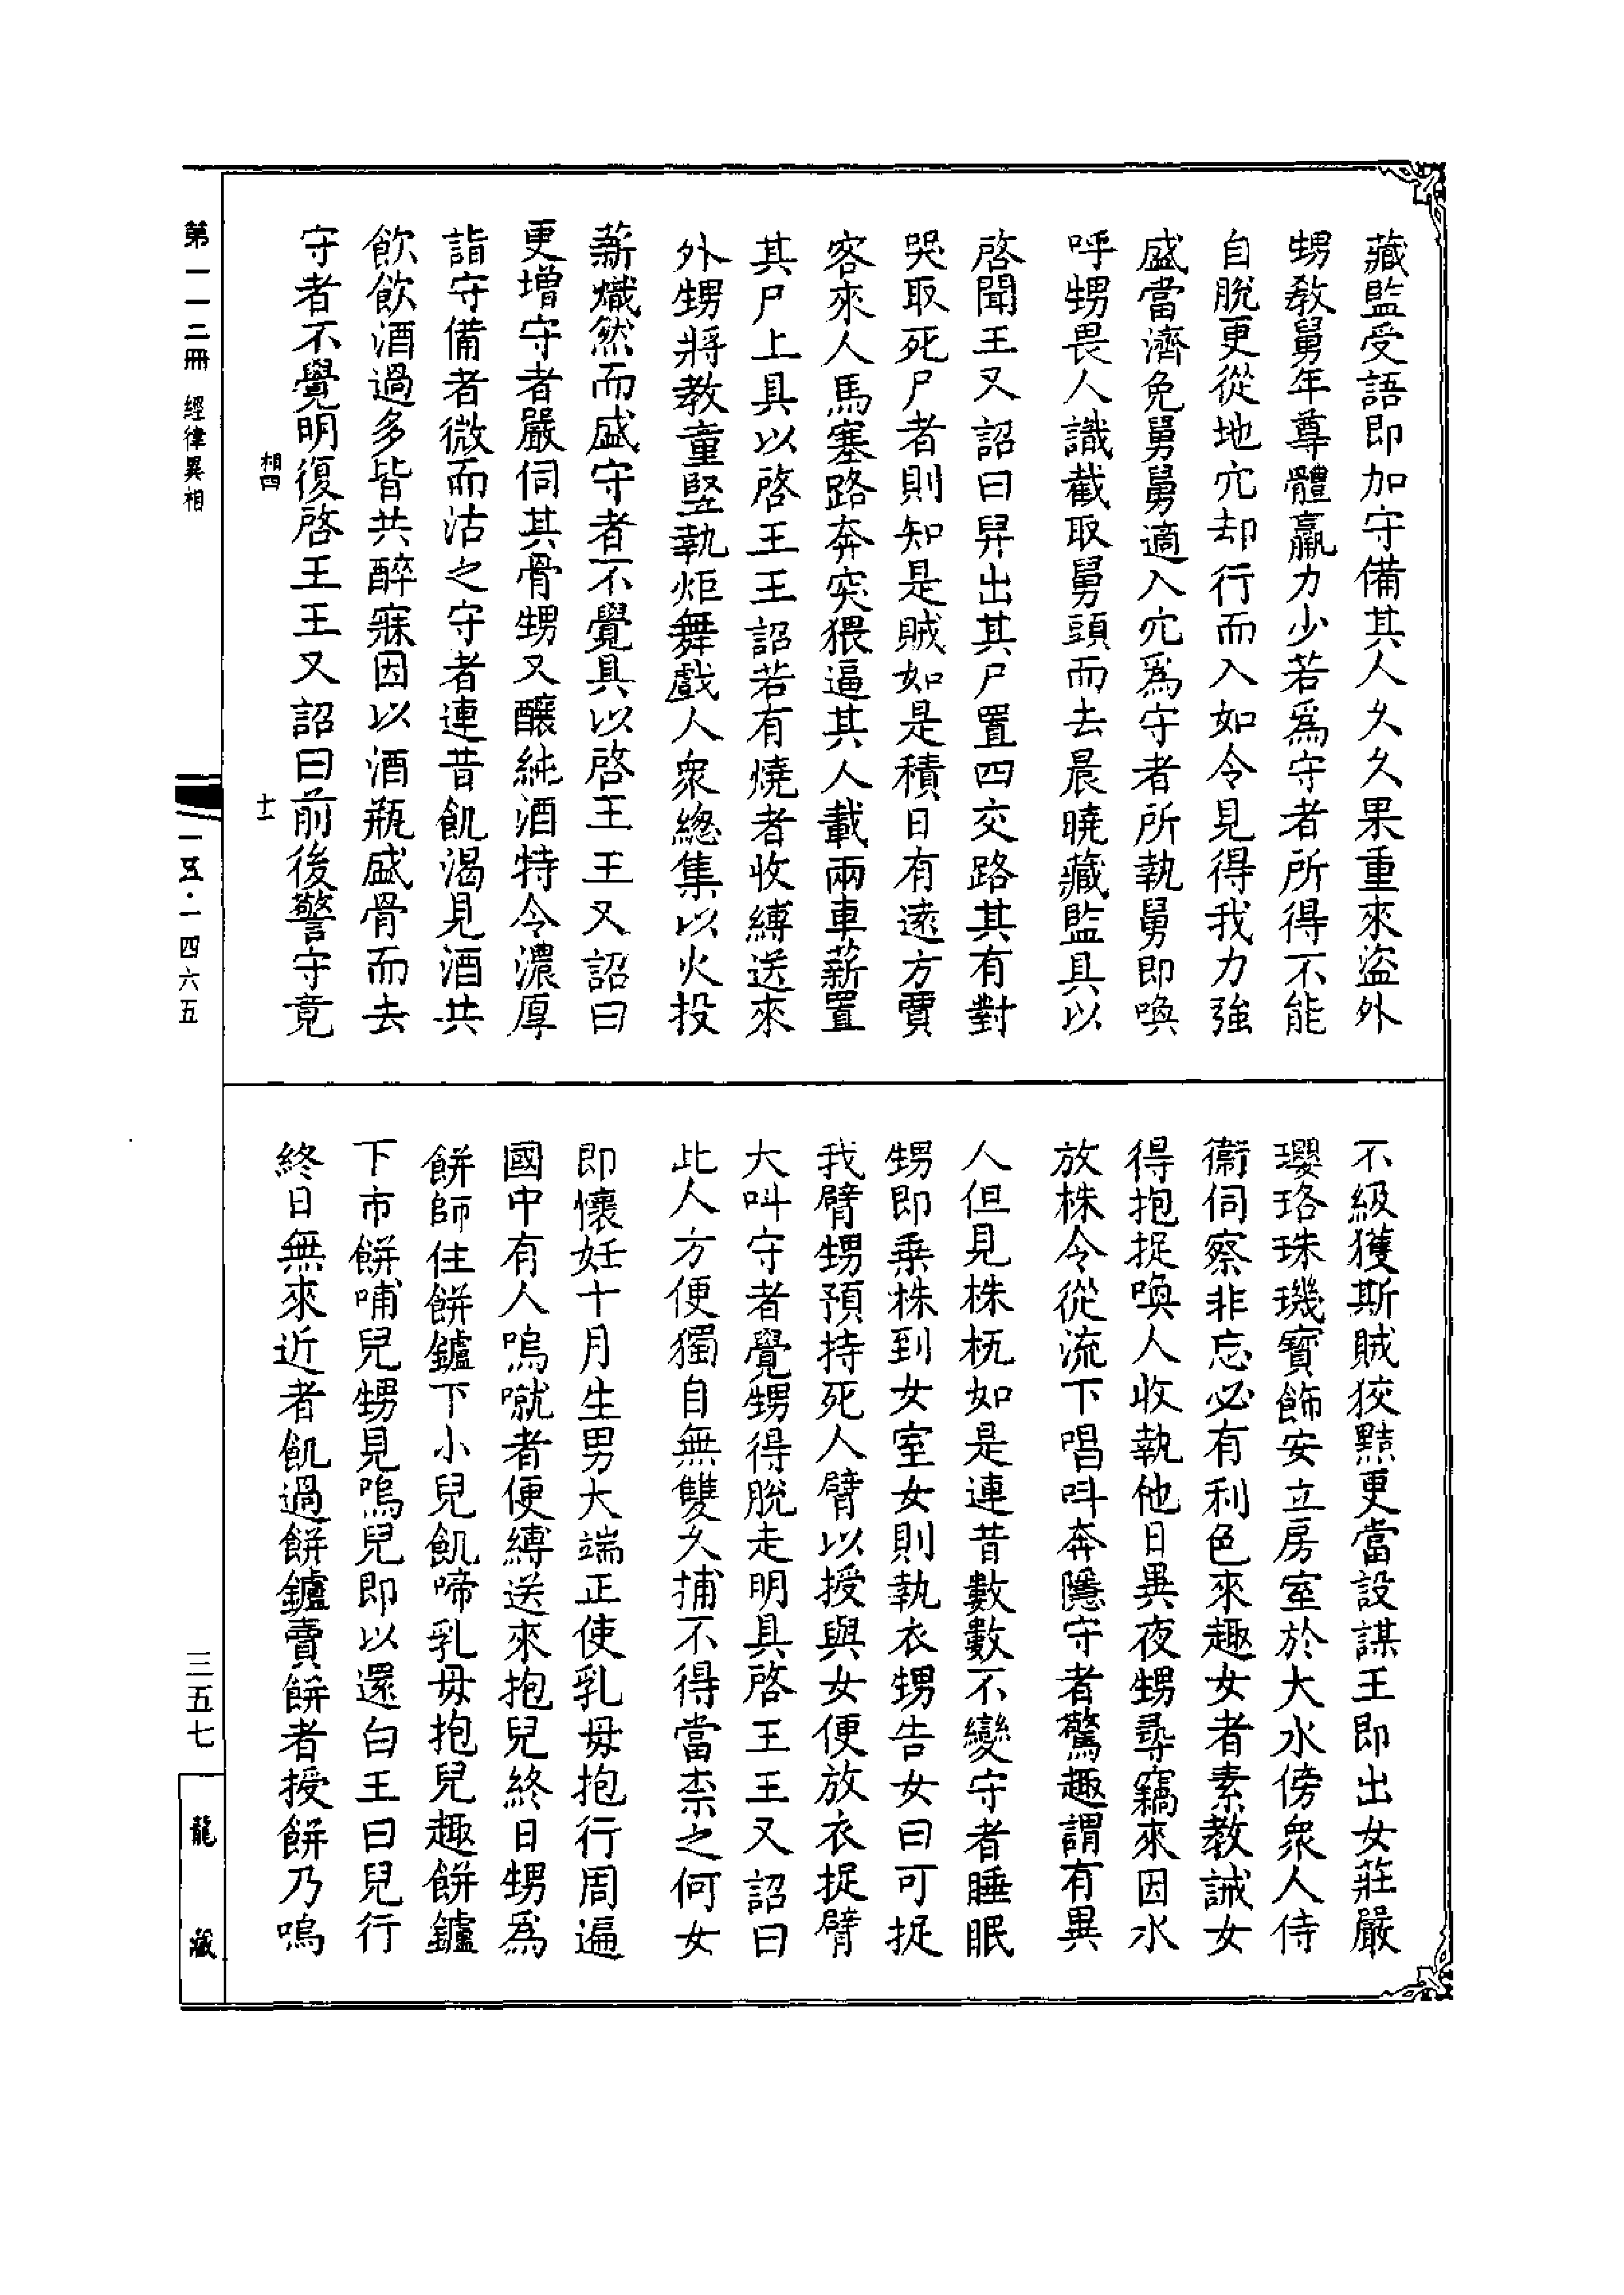 藏監受語即加守備其人久久果重來盜外
甥教舅年尊體羸力少若爲守者所得不能
自脫更從地穴却行而入如令見得我力強
盛當濟免舅舅適入穴爲守者所執舅即喚
呼甥畏人識截取舅頭而去晨曉藏監具以
啓聞王又詔曰舁出其尸置四交路其有對
哭取死尸者則知是賊如是積日有遠方賈
客來人馬塞路奔突猥逼其人載兩車薪置
其尸上具以啓王王詔若有燒者收縛送來
外甥將教童竪執炬舞戲人衆總集以火投
薪熾然而盛守者不覺具以啓王王又詔曰
更增守者嚴伺其骨甥又釀純酒特令濃厚
詣守備者微而沽之守者連昔飢渴見酒共
飲飲酒過多皆共醉寐因以酒瓶盛骨而去
守者不覺明復啓王王又詔曰前後警守竟
不級獲斯賊狡黠更當設謀王即出女莊嚴
瓔珞珠璣寶飾安立房室於大水傍衆人侍
衞伺察非忘必有利色來趣女者素教誡女
得抱捉喚人收執他日異夜甥尋竊來因水
放株令從流下唱叫奔隱守者驚趣謂有異
人但見株杌如是連昔數數不變守者睡眠
甥即乗株到女室女則執衣甥告女曰可捉
我臂甥預持死人臂以授與女便放衣捉臂
大叫守者覺甥得脫走明具啓王王又詔曰
此人方便獨自無雙久捕不得當柰之何女
即懷妊十月生男大端正使乳母抱行周遍
國中有人嗚噈者便縛送來抱兒終日甥爲
餅師住餅鑪下小兒飢啼乳母抱兒趣餅鑪
下市餅哺兒甥見嗚兒即以還白王曰兒行
終日無來近者飢過餅鑪賣餅者授餅乃嗚
相四
十一
第一一二冊 經律異相
一五·一四六五
三五七
龍藏